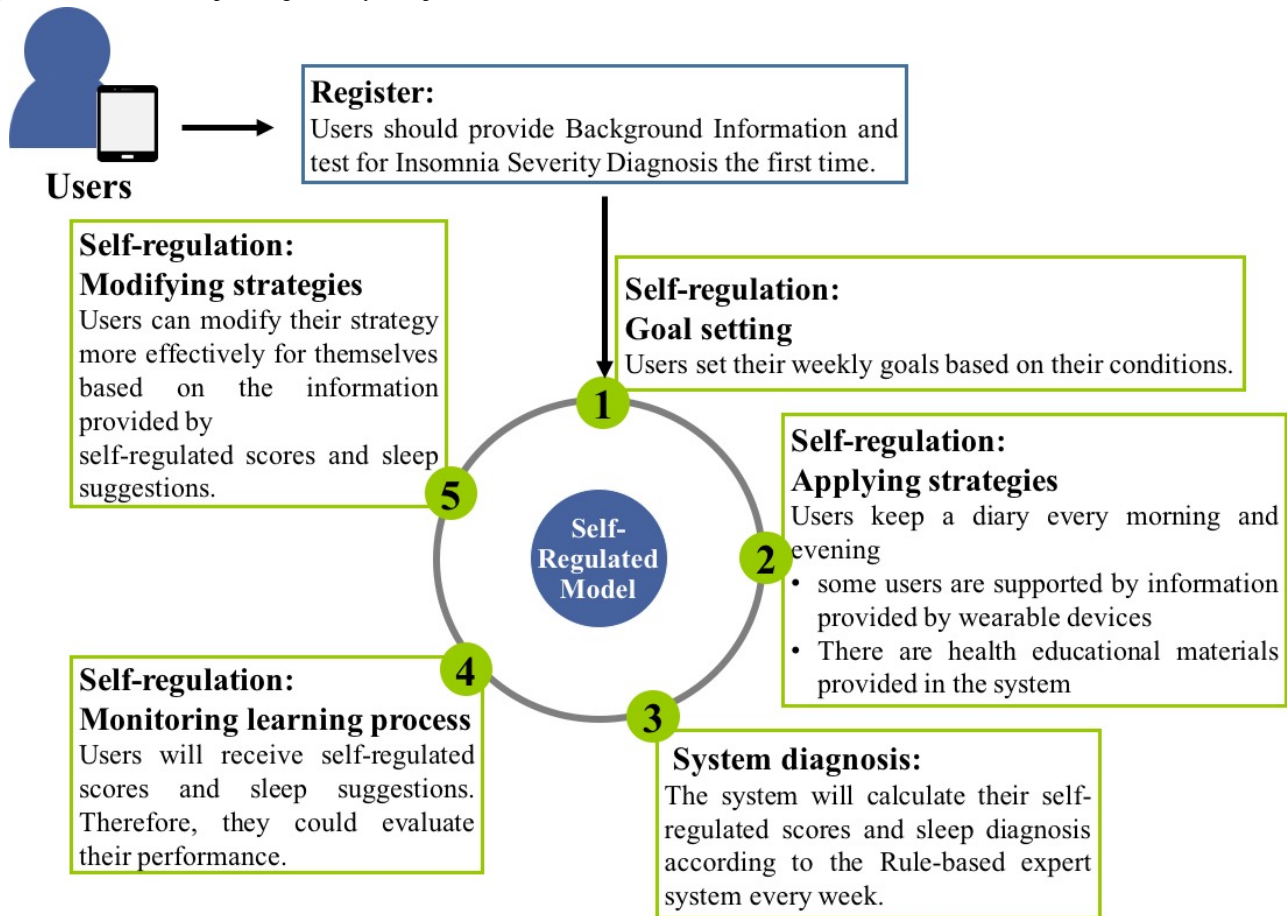 Users
Register:
Users should provide Background Information and
test for Insomnia Severity Diagnosis the first time.
Self-regulation:
Goal setting
Users set their weekly goals based on their conditions.
1
Self-regulation:
Applying strategies
Users keep a diary every morning and
evening
• some users are supported by information
provided by wearable devices
• There are health educational materials
provided in the system
2
System diagnosis:
The system will calculate their self-
regulated scores and sleep diagnosis
according to the Rule-based expert
system every week.
3
Self-regulation:
Monitoring learning process
Users will receive self-regulated
scores and sleep suggestions.
Therefore, they could evaluate
their performance.
4
Self-regulation:
Modifying strategies
Users can modify their strategy
more effectively for themselves
based on the information
provided by
self-regulated scores and sleep
suggestions.
5
Self-
Regulated
Model